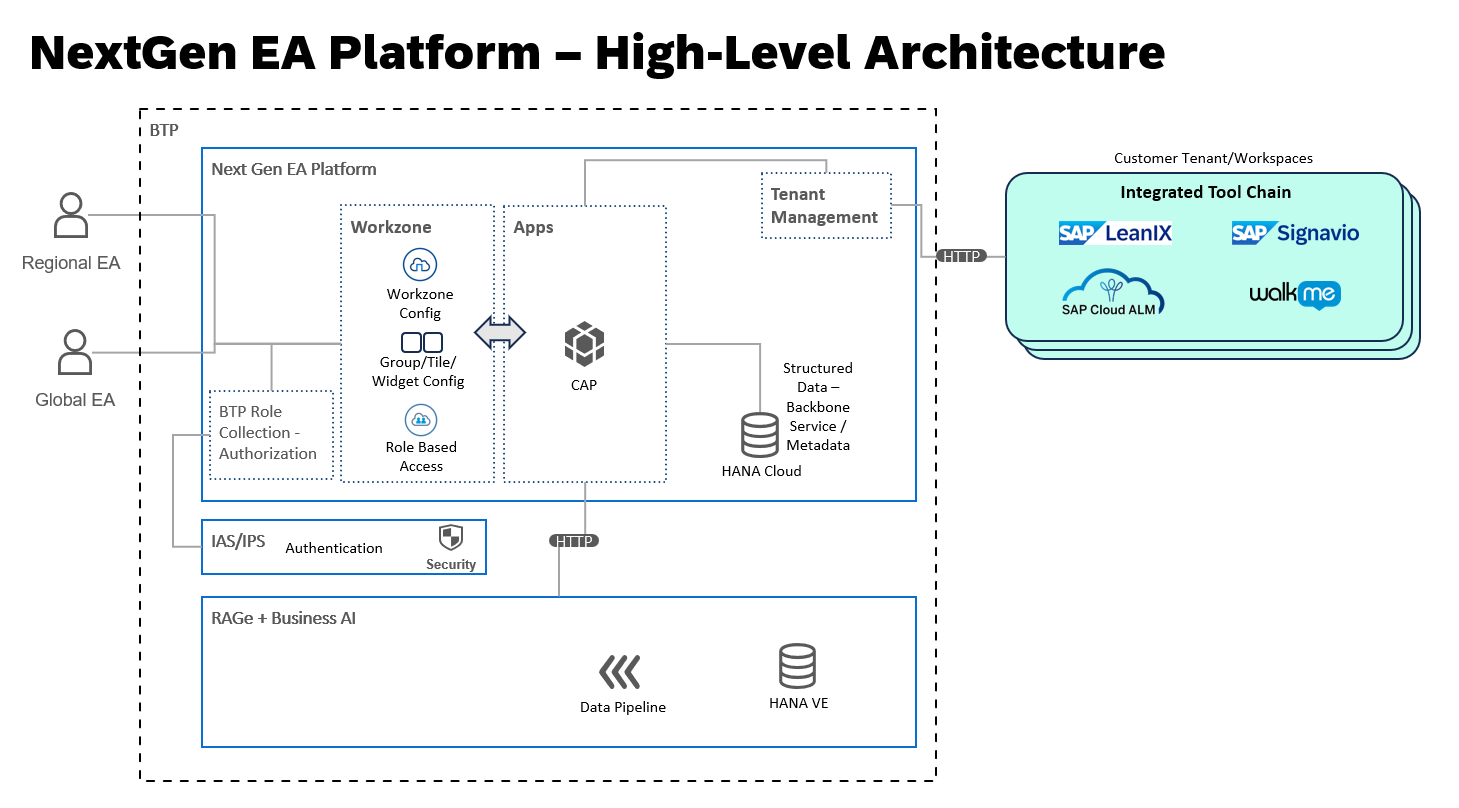 NextGen EA Platform – High-Level Architecture
BTP
Next Gen EA Platform
Regional EA
Global EA
Workzone
Workzone
Config
Group/Tile/
Widget Config
Role Based
Access
Apps
CAP
Tenant
Management
Structured
Data –
Backbone
Service /
Metadata
HANA Cloud
BTP Role
Collection -
Authorization
IAS/IPS
Authentication
Security
HTTP
RAGe + Business AI
Data Pipeline
HANA VE
HTTP
Customer Tenant/Workspaces
Integrated Tool Chain
SAP LeanIX
SAP Signavio
SAP Cloud ALM
walkme